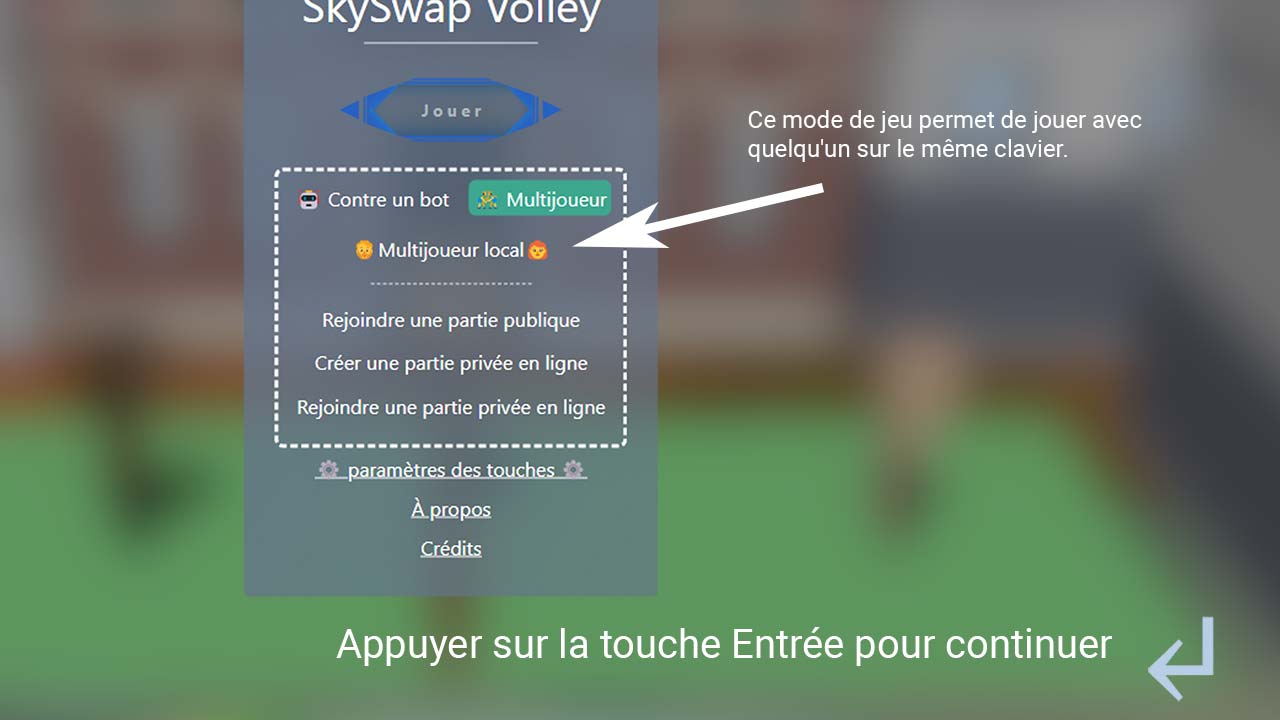 SkySwap Volley
Jouer
Ce mode de jeu permet de jouer avec
quelqu'un sur le même clavier.
Contre un bot
Multijoueur
Multijoueur local
Rejoindre une partie publique
Créer une partie privée en ligne
Rejoindre une partie privée en ligne
paramètres des touches
À propos
Crédits
Appuyer sur la touche Entrée pour continuer